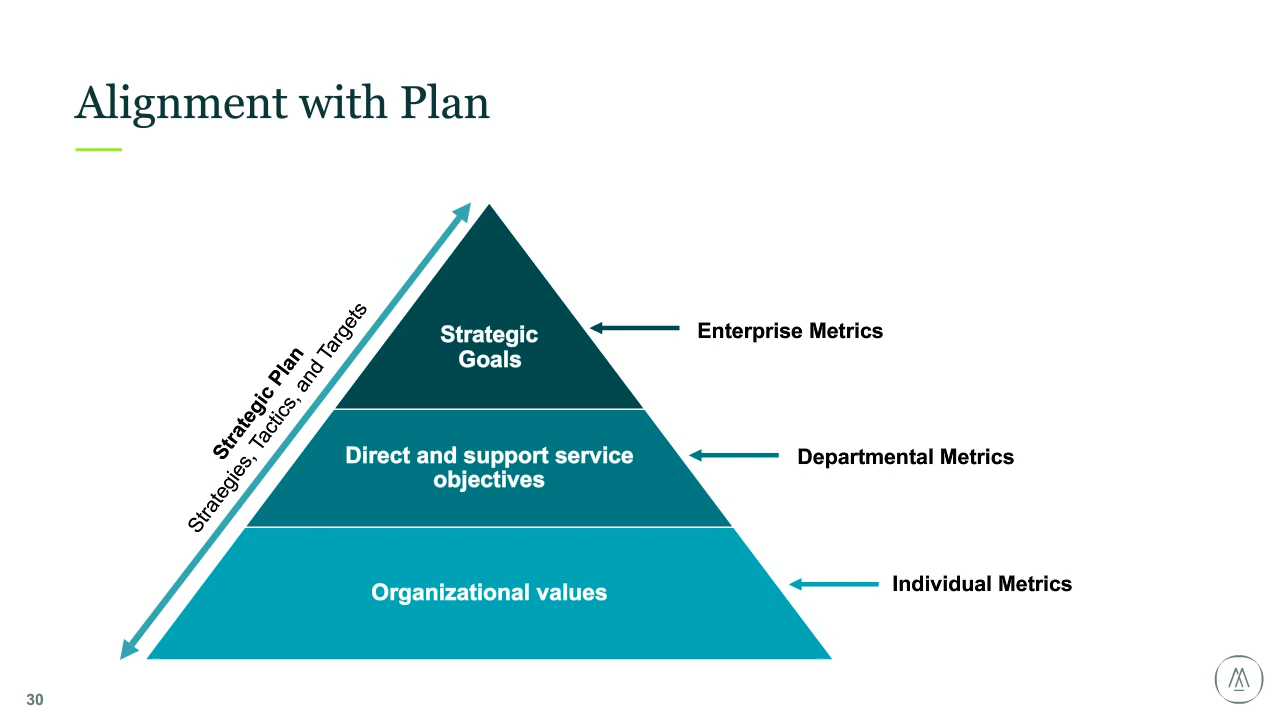 Alignment with Plan
Strategic Plan
Strategies, Tactics, and Targets
Strategic
Goals
Enterprise Metrics
Direct and support service
objectives
Departmental Metrics
Organizational values
Individual Metrics
30